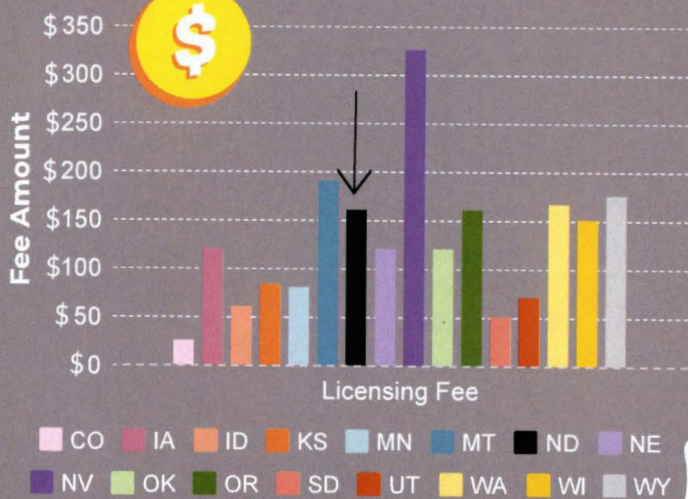 $
$350
$300
$250
$200
$150
$100
$50
$0
Fee Amount
Licensing Fee
CO IA ID KS MN MT ND NE
NV OK OR SD UT WA WI WY